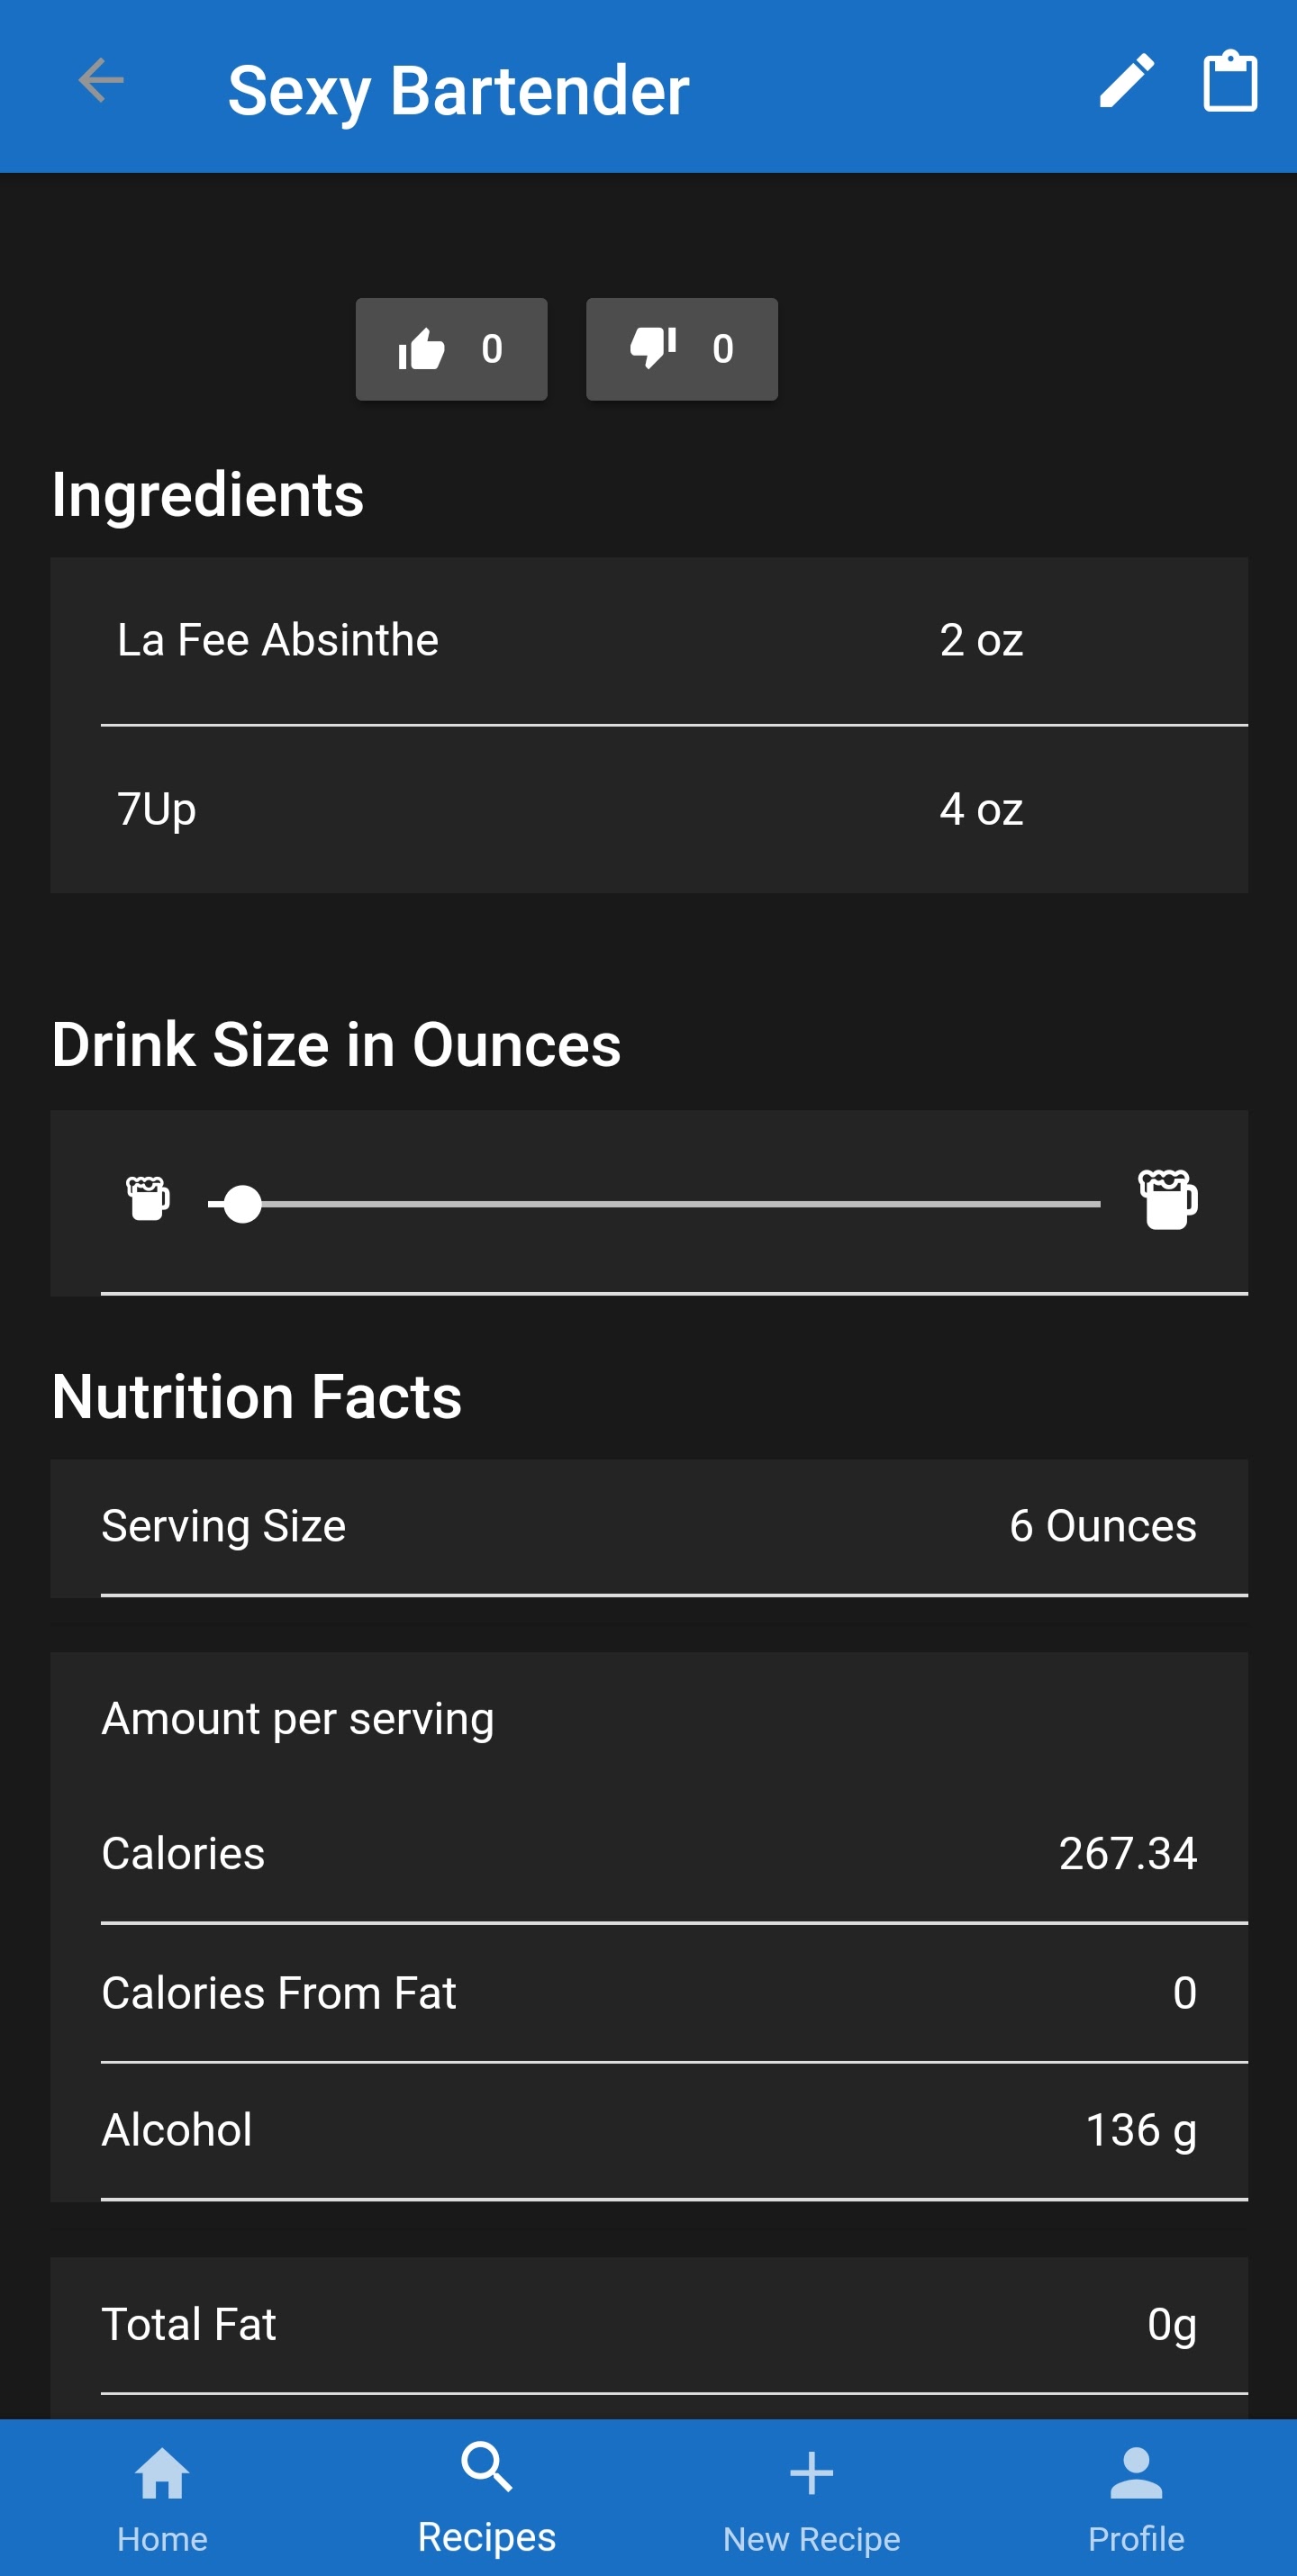 Sexy Bartender
0 0
Ingredients
La Fee Absinthe 2 oz
7Up 4 oz
Drink Size in Ounces
Nutrition Facts
Serving Size 6 Ounces
Amount per serving
Calories 267.34
Calories From Fat 0
Alcohol 136 g
Total Fat 0g
Home Recipes New Recipe Profile